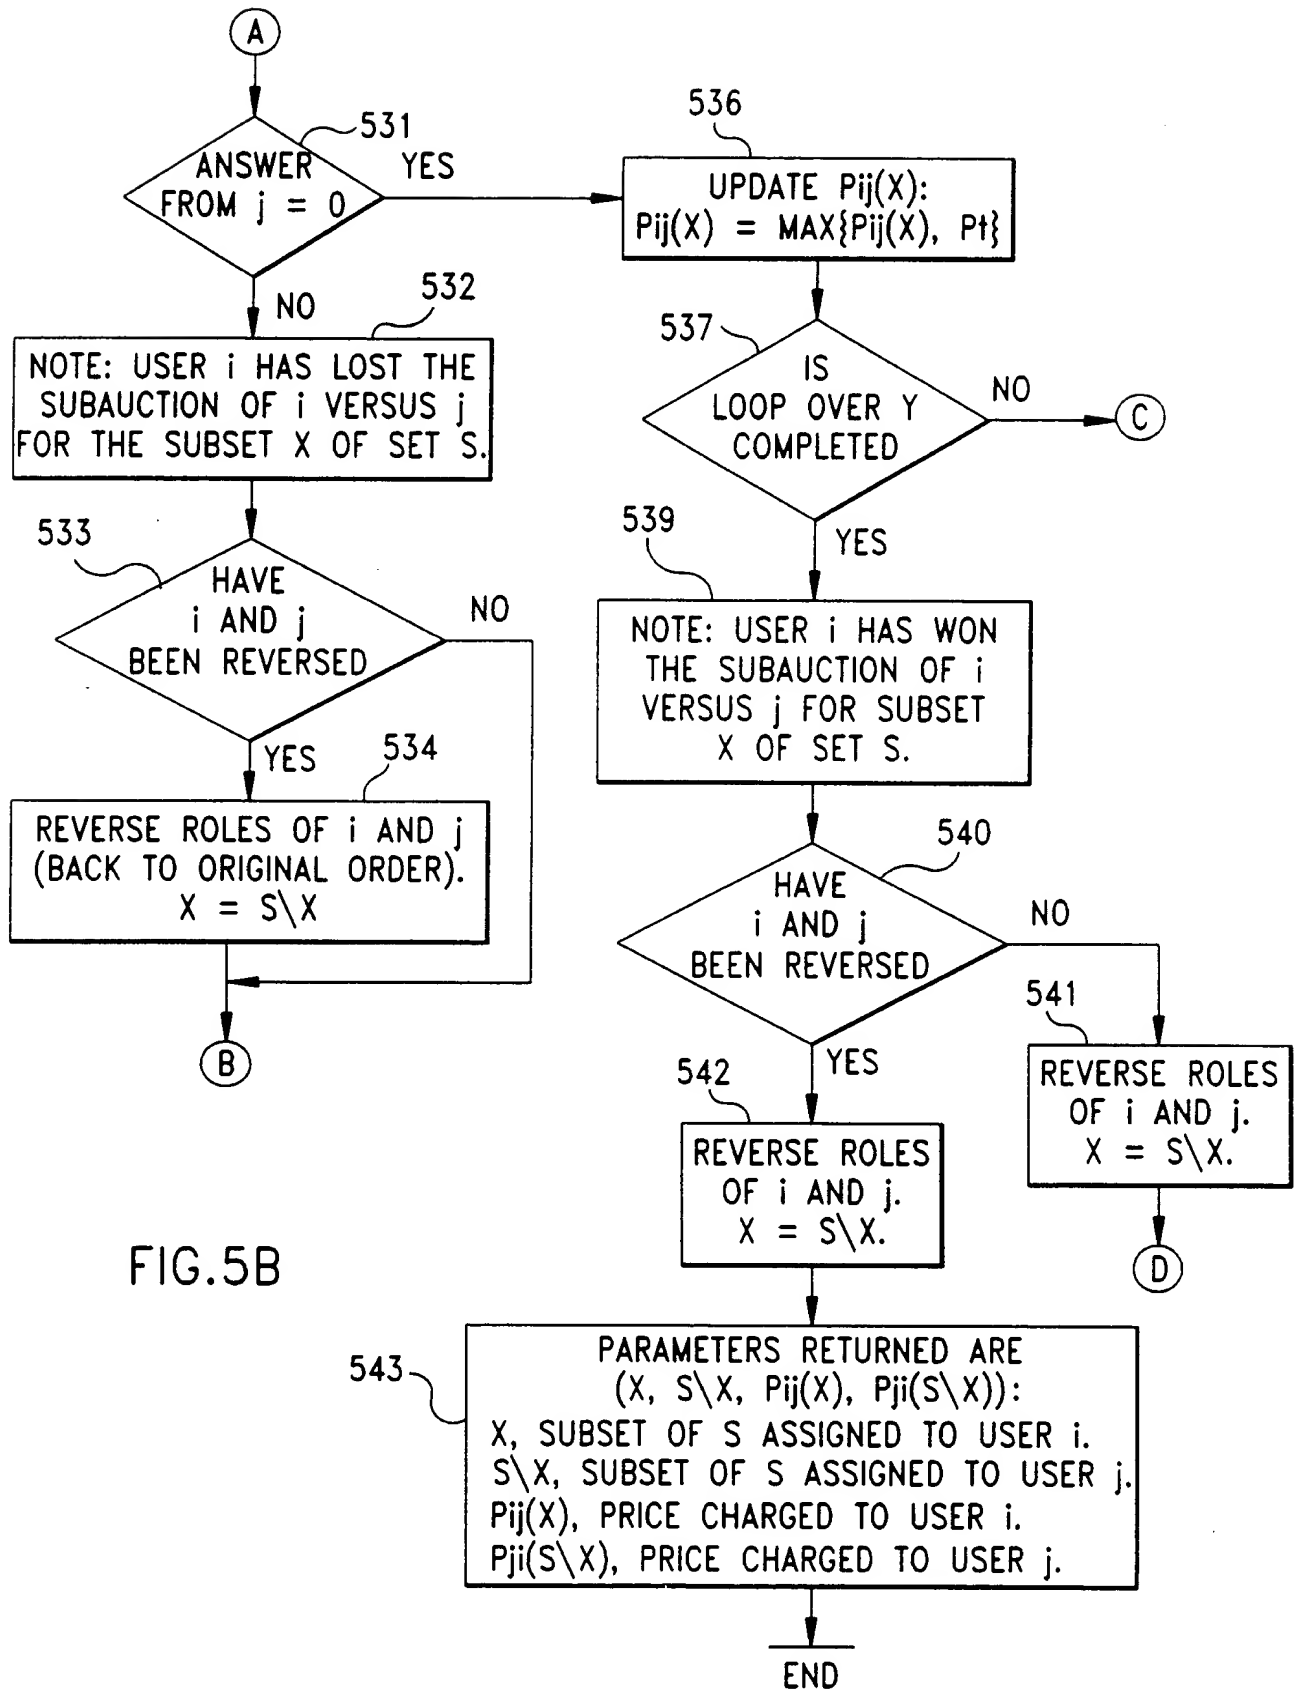 A
531
ANSWER
FROM j = 0
YES
NO
536
UPDATE Pij(X):
Pij(X) = MAX{Pij(X), Pt}
532
NOTE: USER i HAS LOST THE
SUBAUCTION OF i VERSUS j
FOR THE SUBSET X OF SET S.
537
IS
LOOP OVER Y
COMPLETED
NO
C
YES
533
HAVE
i AND j
BEEN REVERSED
NO
YES
539
NOTE: USER i HAS WON
THE SUBAUCTION OF i
VERSUS j FOR SUBSET
X OF SET S.
534
REVERSE ROLES OF i AND j
(BACK TO ORIGINAL ORDER).
X = S\X
B
540
HAVE
i AND j
BEEN REVERSED
NO
YES
541
REVERSE ROLES
OF i AND j.
X = S\X.
D
542
REVERSE ROLES
OF i AND j.
X = S\X.
FIG.5B
543
PARAMETERS RETURNED ARE
(X, S\X, Pij(X), Pji(S\X)):
X, SUBSET OF S ASSIGNED TO USER i.
S\X, SUBSET OF S ASSIGNED TO USER j.
Pij(X), PRICE CHARGED TO USER i.
Pji(S\X), PRICE CHARGED TO USER j.
END